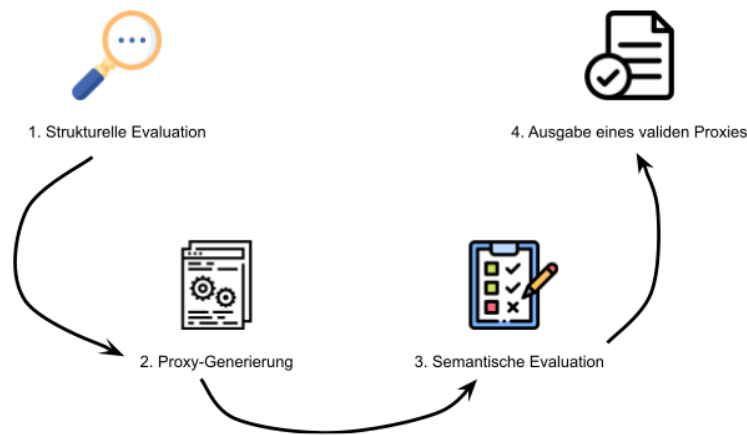 1. Strukturelle Evaluation
4. Ausgabe eines validen Proxies
2. Proxy-Generierung
3. Semantische Evaluation